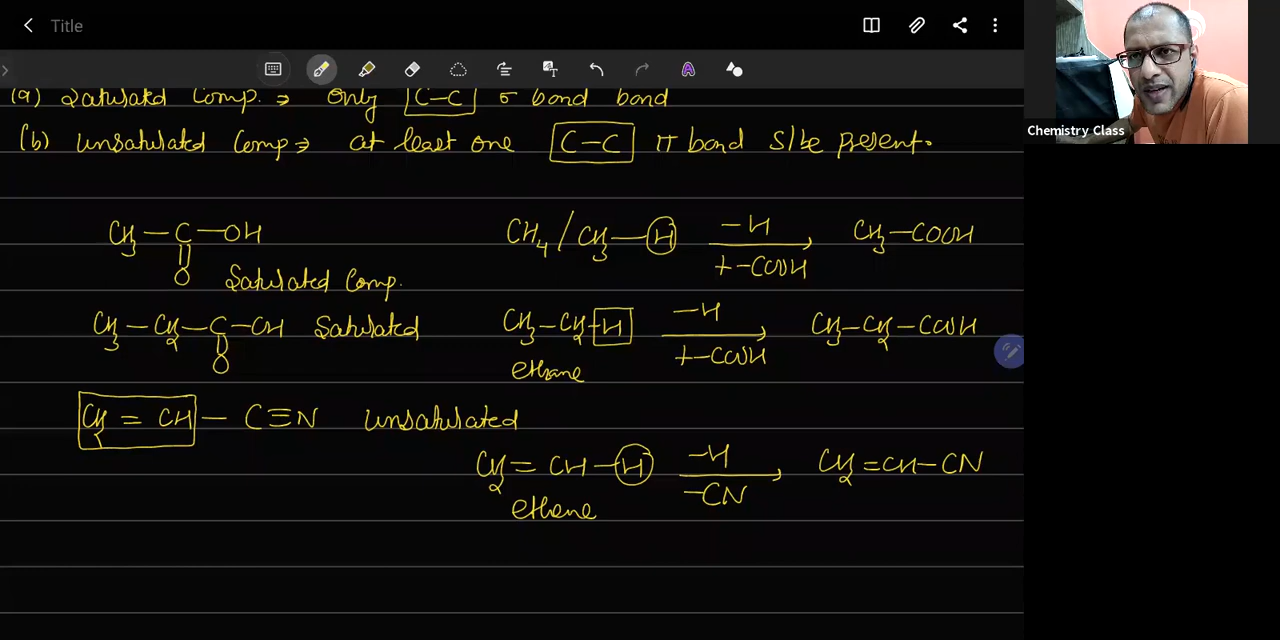 Title
(a) Saturated Comp. ⇒ Only C–C σ bond bond
(b) Unsaturated Comp ⇒ at least one C–C π bond s/be present.
Chemistry Class
CH3 – C – OH
O
Saturated Comp.
CH4 / CH3 – H –H + –COOH CH3 – COOH
CH3 – CH2 – C – OH Saturated
O
CH3 – CH2 – H –H + –COOH CH3 – CH2 – COOH
ethane
CH2 = CH – C≡N Unsaturated
CH2 = CH – H –H –CN CH2 = CH – CN
ethene